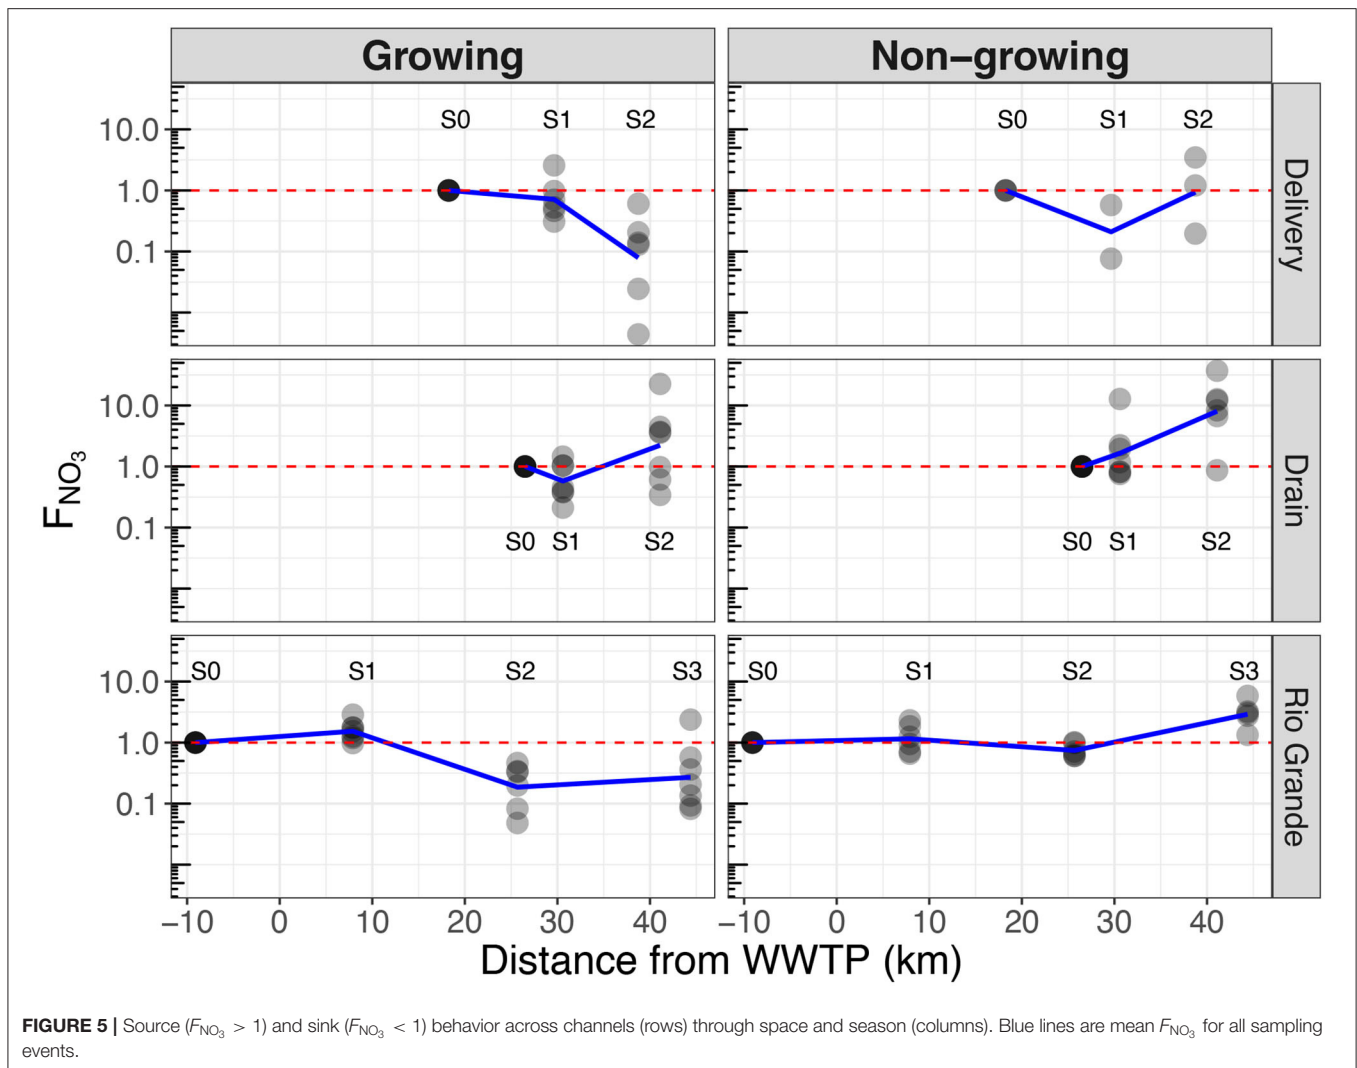 Growing
Non-growing
10.0
1.0
0.1
S0 S1 S2
S0 S1 S2
Delivery
10.0
1.0
0.1
S0 S1 S2
S0 S1 S2
Drain
F_NO3
10.0
1.0
0.1
S0 S1 S2 S3
S0 S1 S2 S3
Rio Grande
−10 0 10 20 30 40
−10 0 10 20 30 40
Distance from WWTP (km)
FIGURE 5 | Source (F_NO3 > 1) and sink (F_NO3 < 1) behavior across channels (rows) through space and season (columns). Blue lines are mean F_NO3 for all sampling
events.